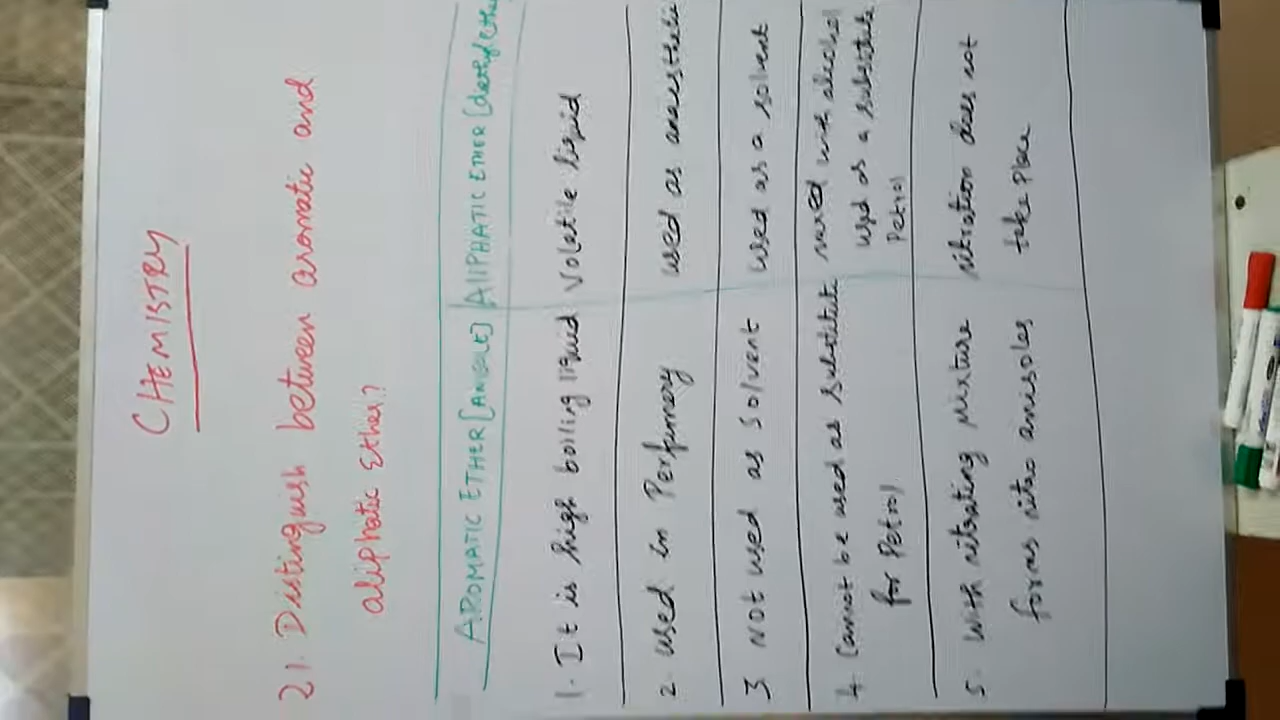 CHEMISTRY
21. Distinguish between aromatic and
aliphatic Ether?
AROMATIC ETHER [ANISOLE] ALIPHATIC ETHER
1. It is high boiling liquid volatile liquid
2. used in Perfumery used as anaesthetic
3 Not used as solvent used as a solvent
4 Cannot be used as substitute mixed with alcohol
for Petrol used as a substitute
Petrol
5. with nitrating mixture nitration does not
forms nitro anisoles take place